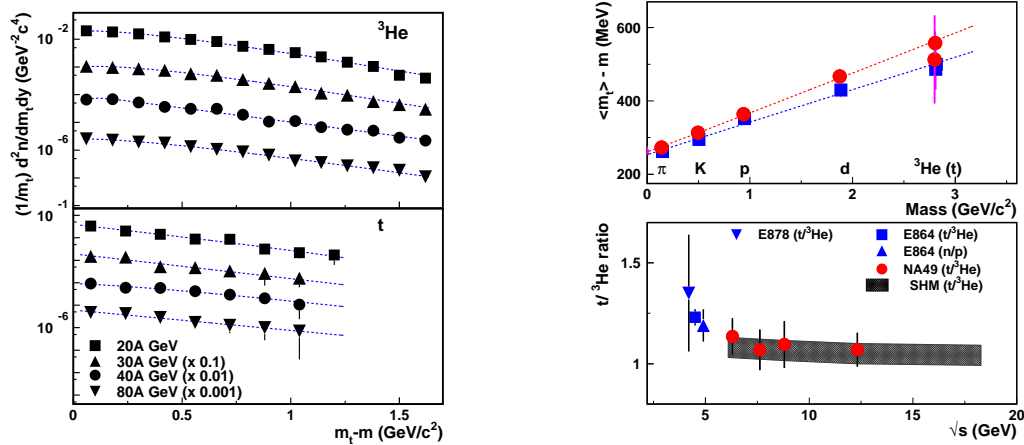 (1/mt) d²n/dmtdy (GeV⁻²c⁴)
³He
10⁻²
10⁻⁶
-1
t
10
10⁻⁶
20A GeV
30A GeV (x 0.1)
40A GeV (x 0.01)
80A GeV (x 0.001)
0 0.5 1 1.5
mt-m (GeV/c²)
<mt> - m (MeV)
600
400
200
π K p d ³He (t)
0 1 2 3
Mass (GeV/c²)
t/ ³He ratio
E878 (t/³He)
E864 (t/³He)
E864 (n/p)
NA49 (t/³He)
SHM (t/³He)
1.5
1
5 10 15 20
√s (GeV)